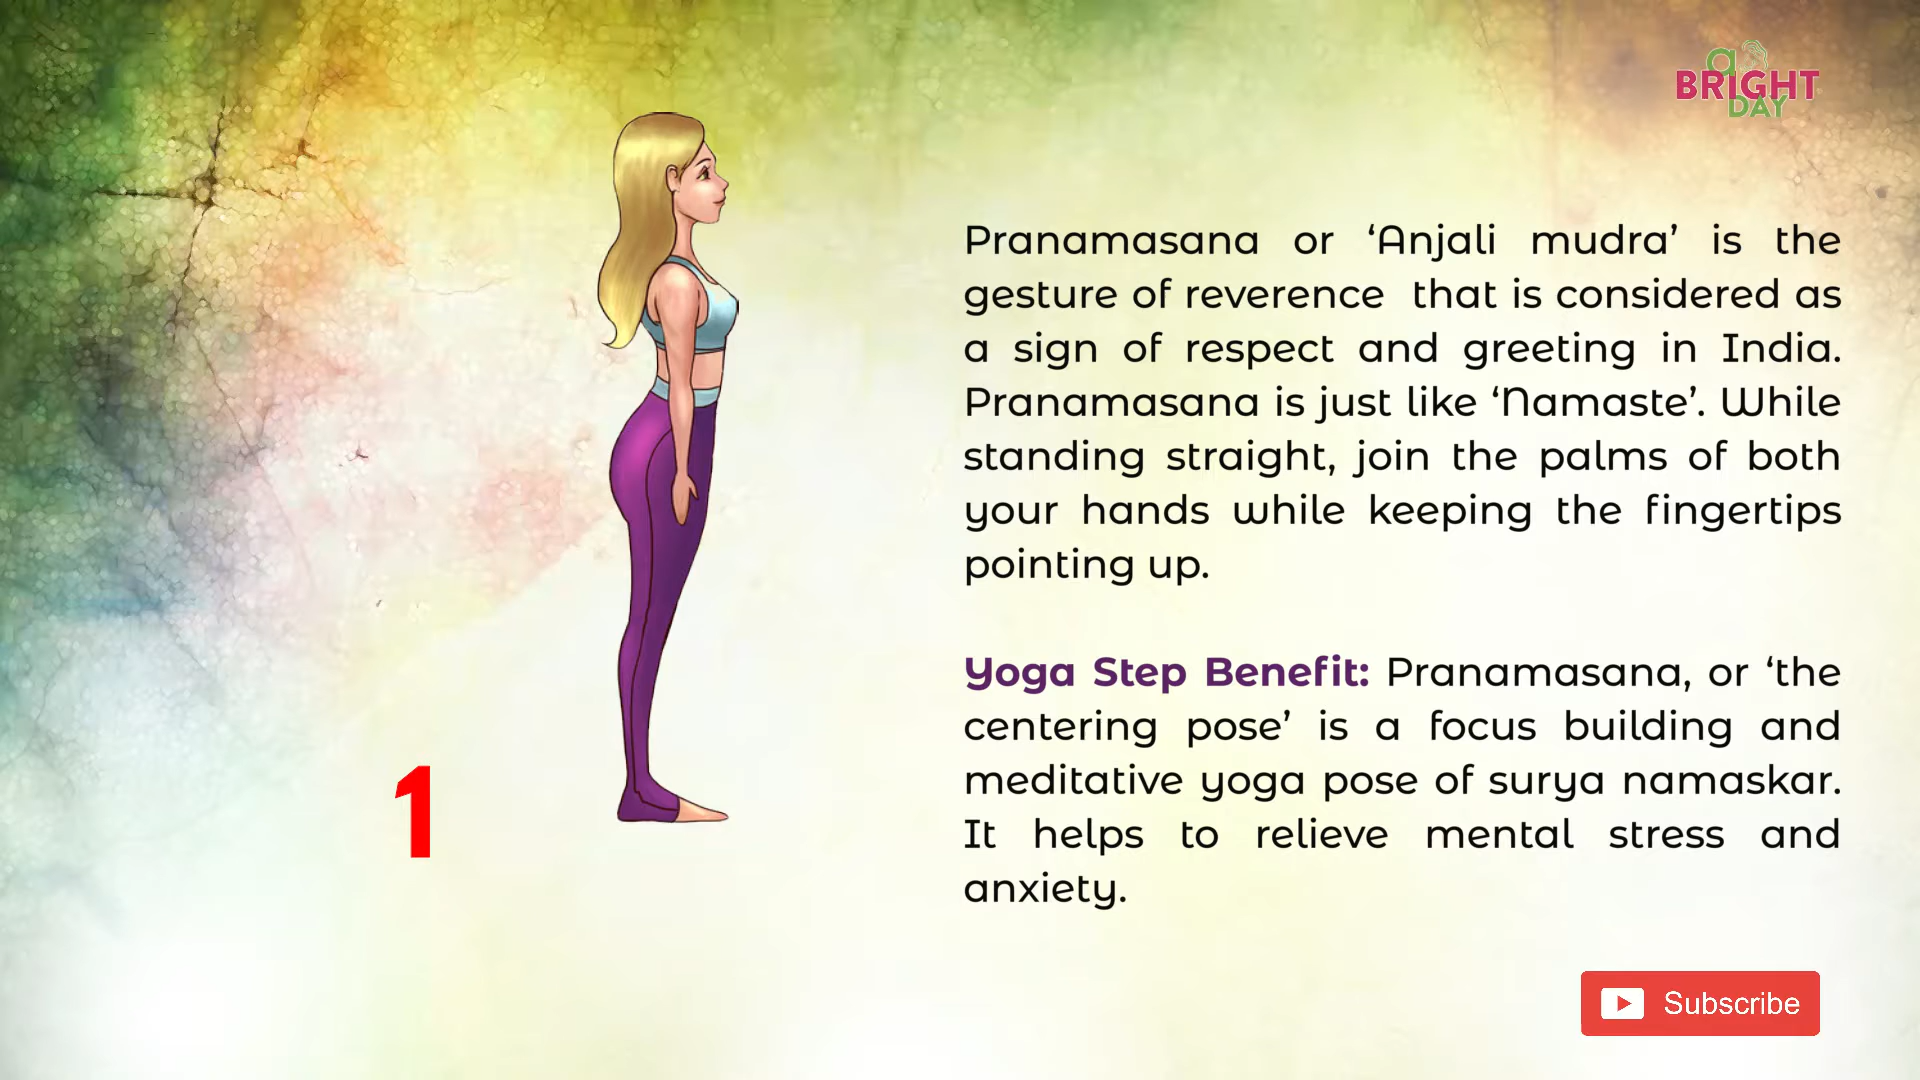 a
BRIGHT
DAY
Pranamasana or ‘Anjali mudra’ is the
gesture of reverence that is considered as
a sign of respect and greeting in India.
Pranamasana is just like ‘Namaste’. While
standing straight, join the palms of both
your hands while keeping the fingertips
pointing up.
Yoga Step Benefit: Pranamasana, or ‘the
centering pose’ is a focus building and
meditative yoga pose of surya namaskar.
It helps to relieve mental stress and
anxiety.
1
Subscribe